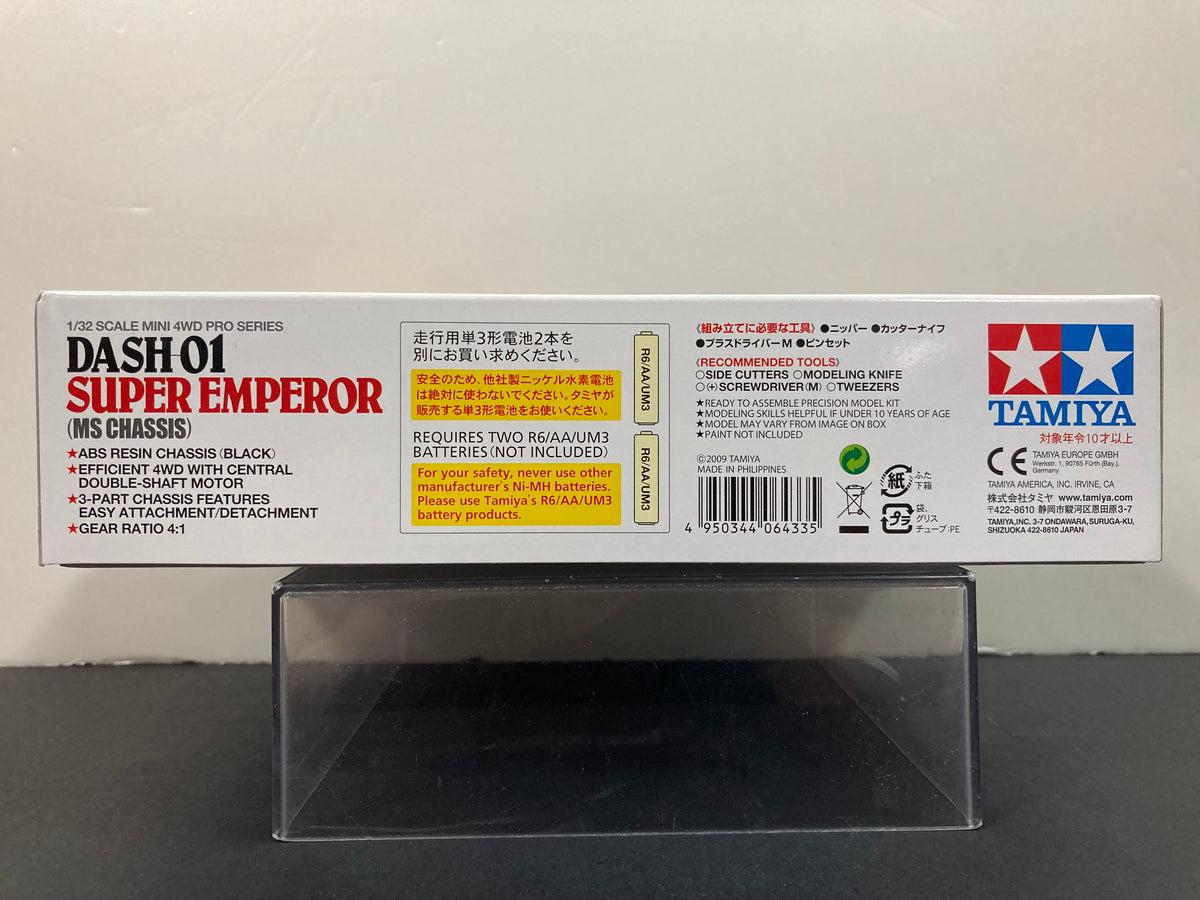 1/32 SCALE MINI 4WD PRO SERIES
DASH-01
SUPER EMPEROR
(MS CHASSIS)
★ABS RESIN CHASSIS (BLACK)
★EFFICIENT 4WD WITH CENTRAL
DOUBLE-SHAFT MOTOR
★3-PART CHASSIS FEATURES
EASY ATTACHMENT/DETACHMENT
★GEAR RATIO 4:1
走行用単3形電池2本を
別にお買い求めください。
安全のため、他社製ニッケル水素電池
は絶対に使わないでください。タミヤが
販売する単3形電池をお使いください。
REQUIRES TWO R6/AA/UM3
BATTERIES (NOT INCLUDED)
For your safety, never use other
manufacturer's Ni-MH batteries.
Please use Tamiya's R6/AA/UM3
battery products.
R6/AA/UM3
R6/AA/UM3
《組み立てに必要な工具》 ●ニッパー ●カッターナイフ
●プラスドライバーM ●ピンセット
《RECOMMENDED TOOLS》
○SIDE CUTTERS ○MODELING KNIFE
○(+)SCREWDRIVER (M) ○TWEEZERS
★READY TO ASSEMBLE PRECISION MODEL KIT
★MODELING SKILLS HELPFUL IF UNDER 10 YEARS OF AGE
★MODEL MAY VARY FROM IMAGE ON BOX
★PAINT NOT INCLUDED
©2009 TAMIYA
MADE IN PHILIPPINES
4 950344 064335
紙
ふた
下箱
プラ
袋、
グリス
チューブ:PE
TAMIYA
対象年令10才以上
CE
TAMIYA EUROPE GMBH
Werkstr. 1, 90765 Fürth (Bay.),
Germany
TAMIYA AMERICA, INC. IRVINE, CA
株式会社タミヤ www.tamiya.com
〒422-8610 静岡市駿河区恩田原3-7
TAMIYA,INC. 3-7 ONDAWARA, SURUGA-KU,
SHIZUOKA 422-8610 JAPAN